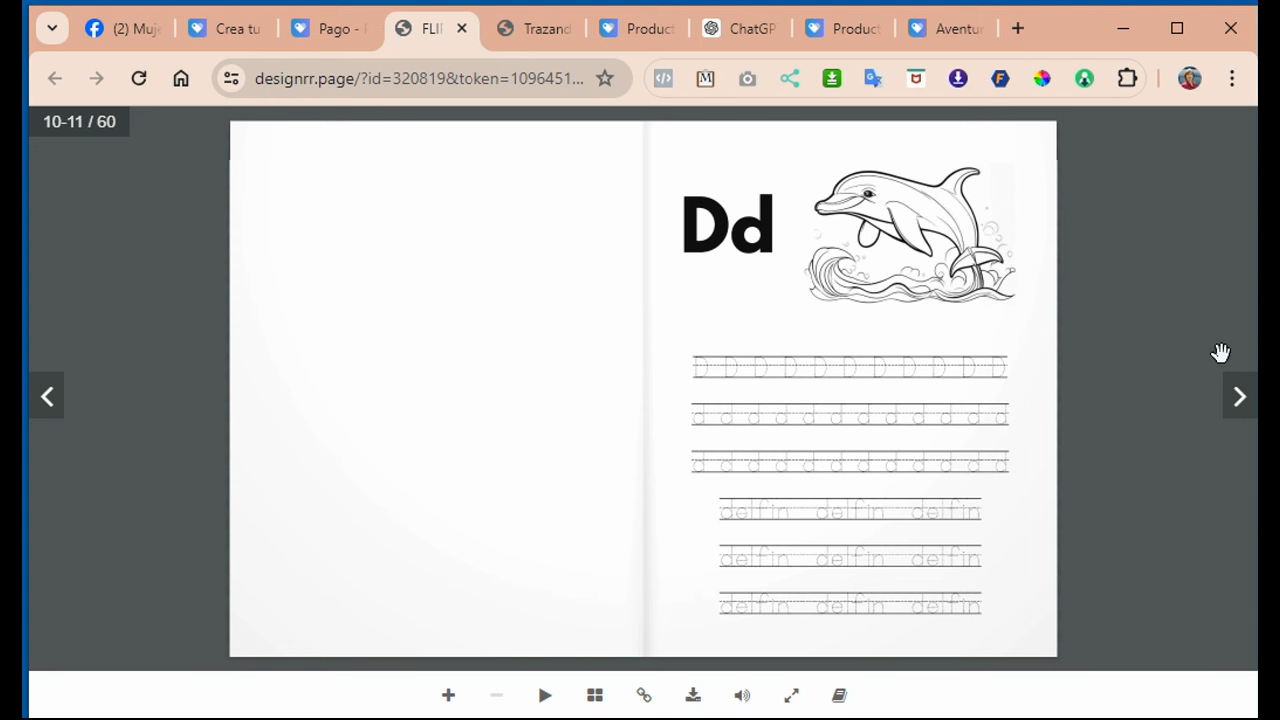 (2) Muje
Crea tu
Pago -
FLI
Trazand
Product
ChatGP
Product
Aventur
designrr.page/?id=320819&token=1096451...
10-11 / 60
Dd
D D D D D D D D D D D
d d d d d d d d d d d d
d d d d d d d d d d d d
delfin delfin delfin
delfin delfin delfin
delfin delfin delfin